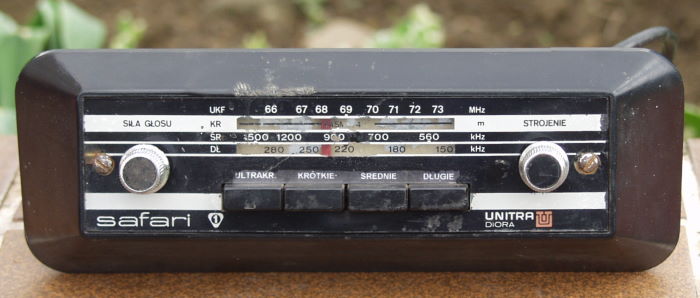 UKF 66 67 68 69 70 71 72 73 MHz
SIŁA GŁOSU KR m STROJENIE
ŚR 1500 1200 900 700 560 kHz
DŁ 280 250 220 180 150 kHz
ULTRAKR. KRÓTKIE ŚREDNIE DŁUGIE
safari 1 UNITRA
DIORA